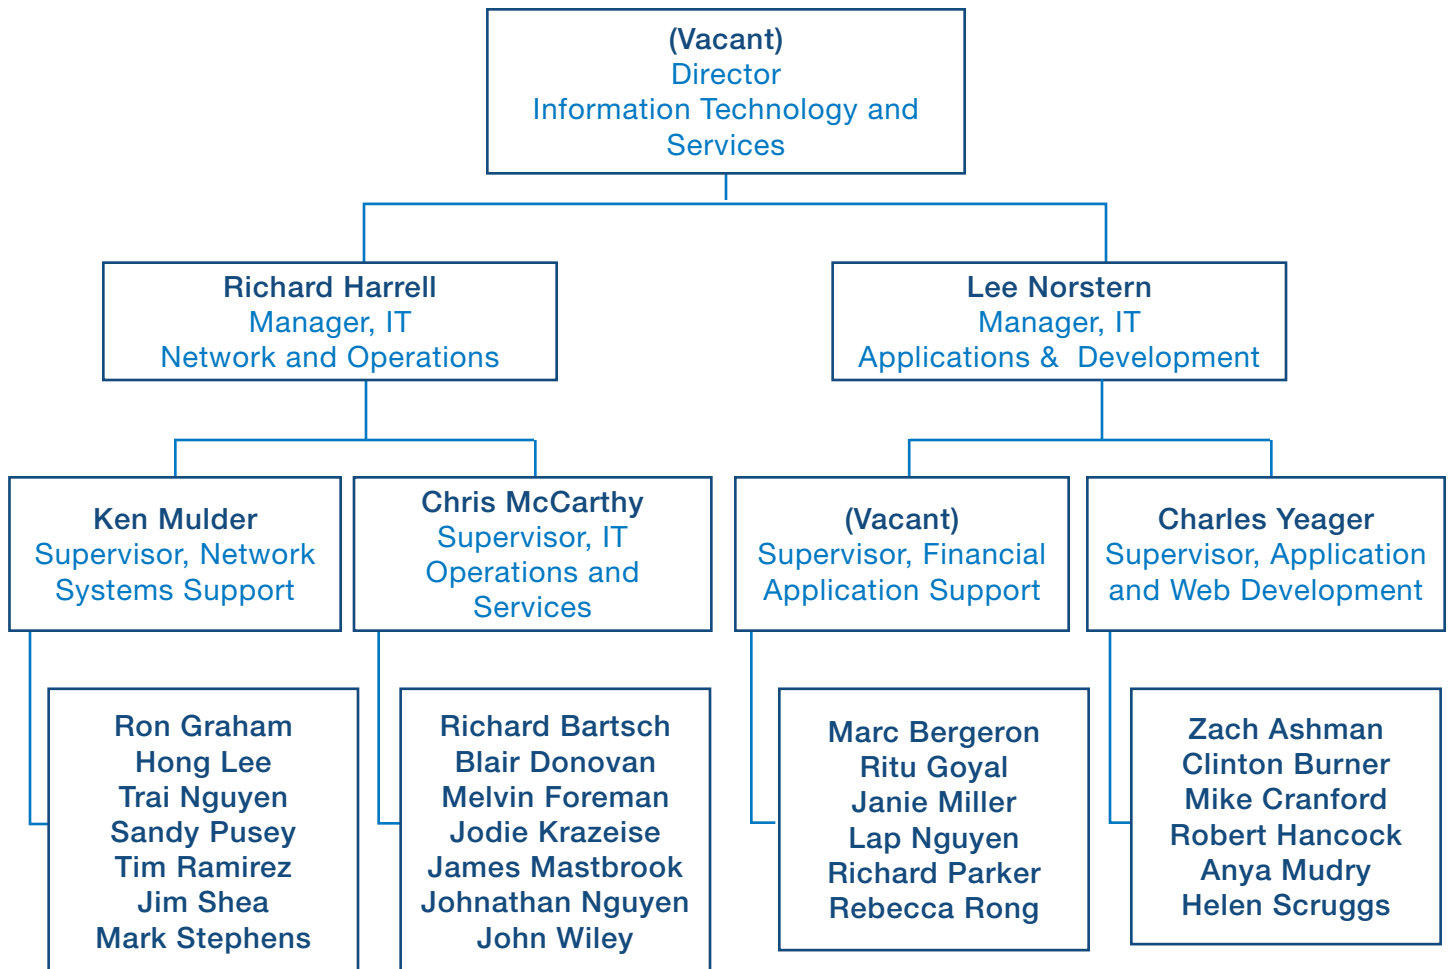 (Vacant)
Director
Information Technology and
Services
Richard Harrell
Manager, IT
Network and Operations
Lee Norstern
Manager, IT
Applications &  Development
Ken Mulder
Supervisor, Network
Systems Support
Chris McCarthy
Supervisor, IT
Operations and
Services
(Vacant)
Supervisor, Financial
Application Support
Charles Yeager
Supervisor, Application
and Web Development
Ron Graham
Hong Lee
Trai Nguyen
Sandy Pusey
Tim Ramirez
Jim Shea
Mark Stephens
Richard Bartsch
Blair Donovan
Melvin Foreman
Jodie Krazeise
James Mastbrook
Johnathan Nguyen
John Wiley
Marc Bergeron
Ritu Goyal
Janie Miller
Lap Nguyen
Richard Parker
Rebecca Rong
Zach Ashman
Clinton Burner
Mike Cranford
Robert Hancock
Anya Mudry
Helen Scruggs